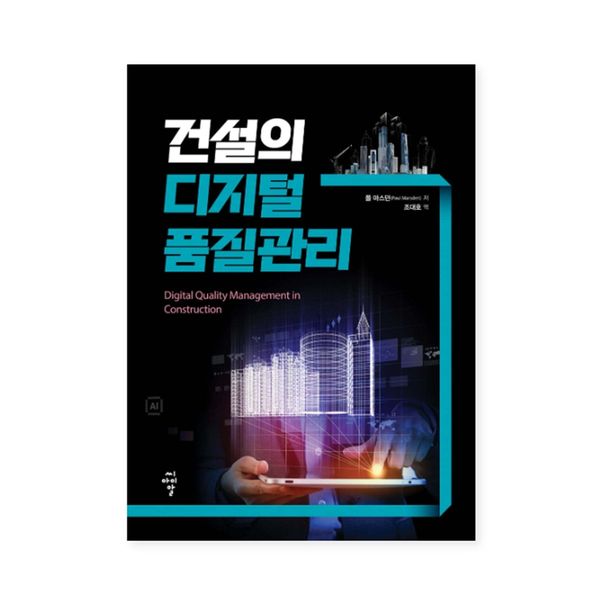 건설의
디지털
품질관리
폴 마스던(Paul Marsden) 저
조대호 역
Digital Quality Management in
Construction
AI
씨
아이
알